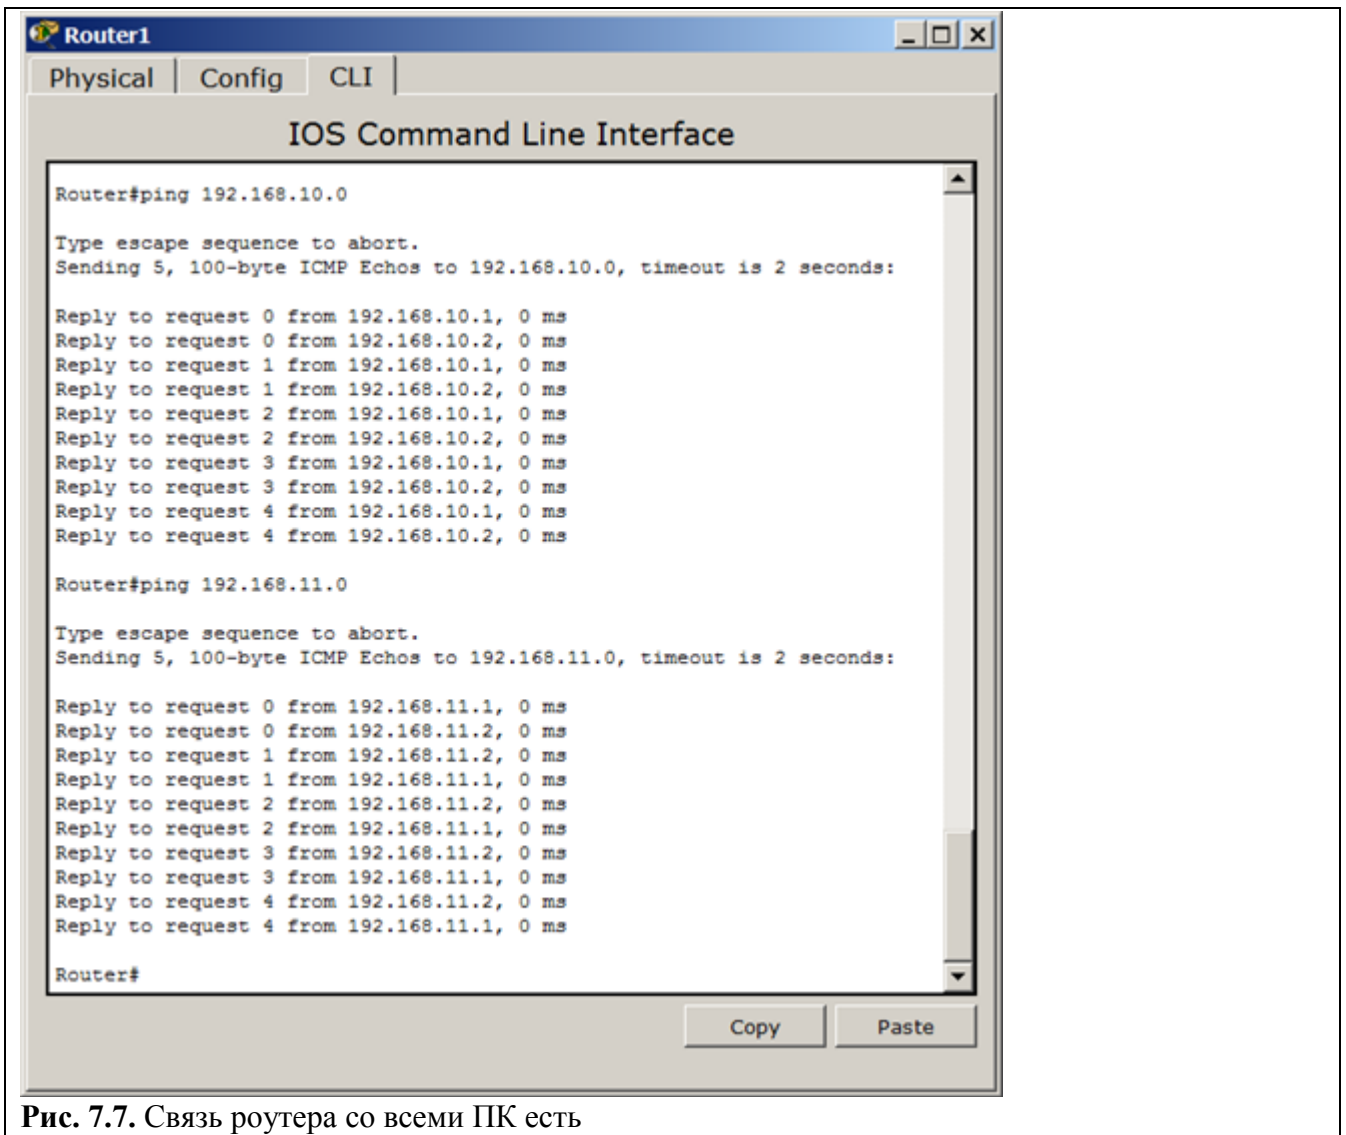 Router1
Physical Config CLI
IOS Command Line Interface
Router#ping 192.168.10.0
Type escape sequence to abort.
Sending 5, 100-byte ICMP Echos to 192.168.10.0, timeout is 2 seconds:
Reply to request 0 from 192.168.10.1, 0 ms
Reply to request 0 from 192.168.10.2, 0 ms
Reply to request 1 from 192.168.10.1, 0 ms
Reply to request 1 from 192.168.10.2, 0 ms
Reply to request 2 from 192.168.10.1, 0 ms
Reply to request 2 from 192.168.10.2, 0 ms
Reply to request 3 from 192.168.10.1, 0 ms
Reply to request 3 from 192.168.10.2, 0 ms
Reply to request 4 from 192.168.10.1, 0 ms
Reply to request 4 from 192.168.10.2, 0 ms
Router#ping 192.168.11.0
Type escape sequence to abort.
Sending 5, 100-byte ICMP Echos to 192.168.11.0, timeout is 2 seconds:
Reply to request 0 from 192.168.11.1, 0 ms
Reply to request 0 from 192.168.11.2, 0 ms
Reply to request 1 from 192.168.11.2, 0 ms
Reply to request 1 from 192.168.11.1, 0 ms
Reply to request 2 from 192.168.11.2, 0 ms
Reply to request 2 from 192.168.11.1, 0 ms
Reply to request 3 from 192.168.11.2, 0 ms
Reply to request 3 from 192.168.11.1, 0 ms
Reply to request 4 from 192.168.11.2, 0 ms
Reply to request 4 from 192.168.11.1, 0 ms
Router#
Copy Paste
Рис. 7.7. Связь роутера со всеми ПК есть